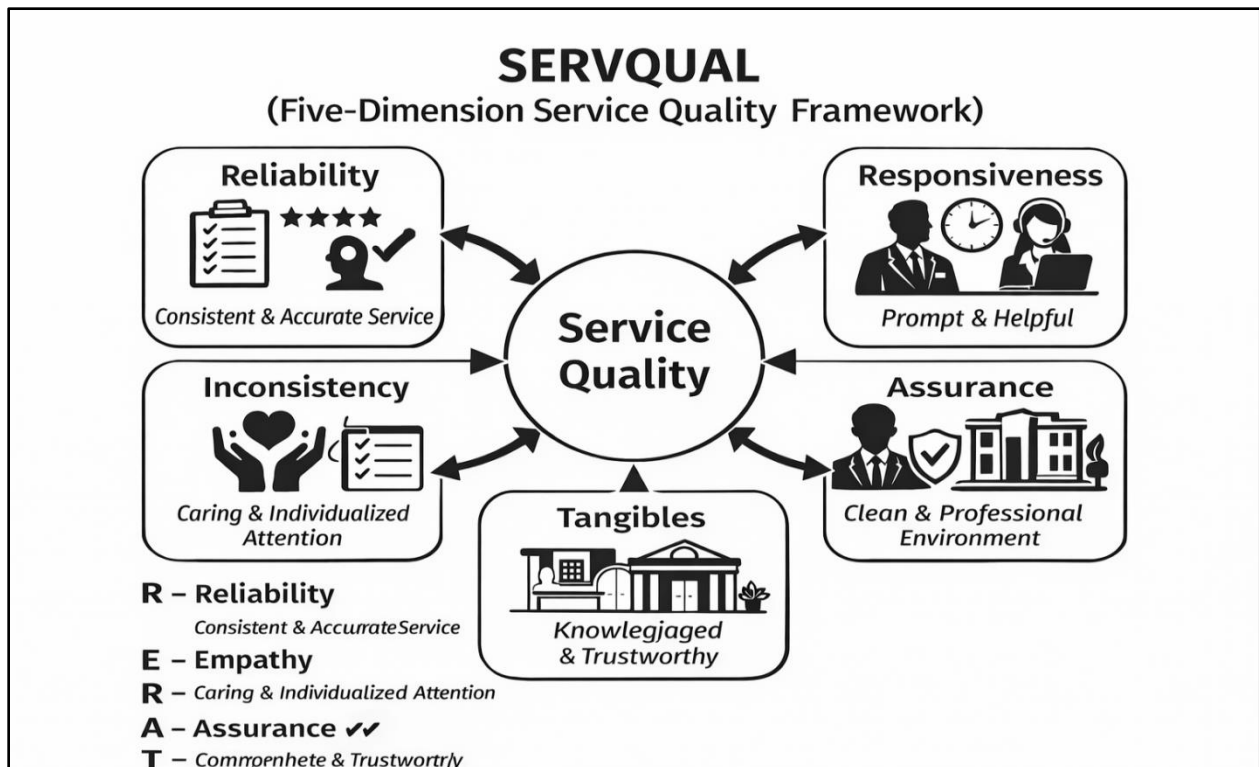 SERVQUAL
(Five-Dimension Service Quality Framework)
Reliability
Consistent & Accurate Service
Responsiveness
Prompt & Helpful
Service
Quality
Inconsistency
Caring & Individualized
Attention
Assurance
Clean & Professional
Environment
Tangibles
Knowlegjaged
& Trustworthy
R – Reliability
Consistent & AccurrateService
E – Empathy
R – Caring & Individualized Attention
A – Assurance ✔✔
T – Commpenhete & Trustwortrly